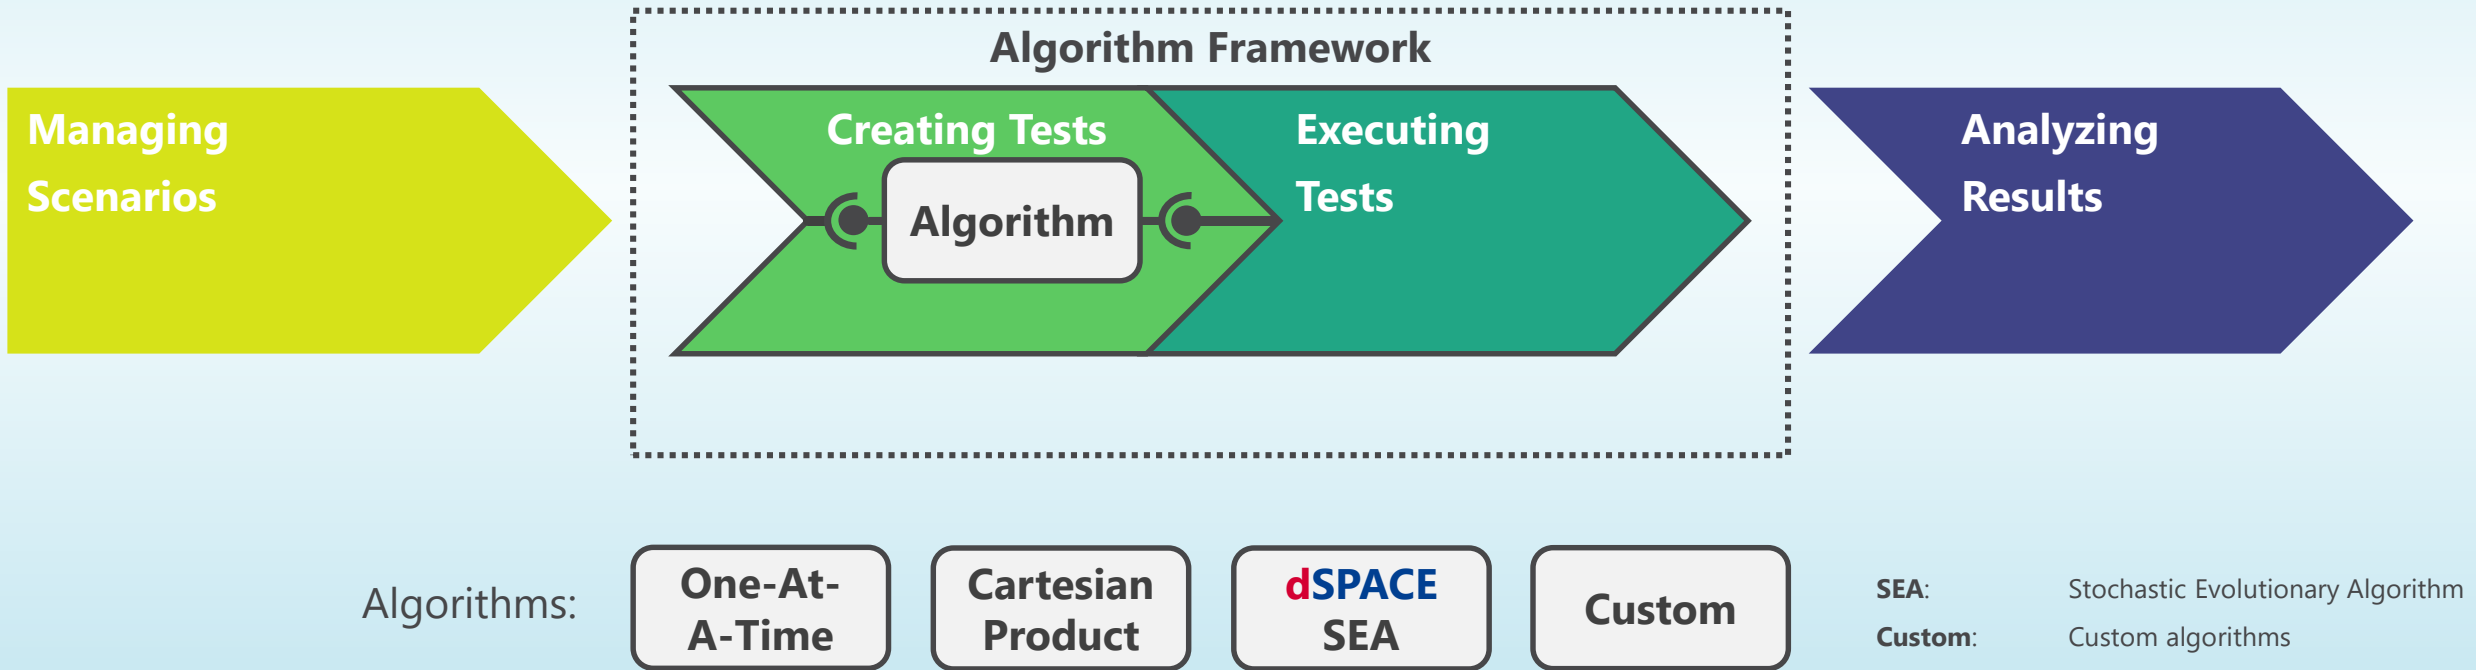 Algorithm Framework
Managing
Scenarios
Creating Tests
Algorithm
Executing
Tests
Analyzing
Results
Algorithms:
One-At-
A-Time
Cartesian
Product
dSPACE
SEA
Custom
SEA: Stochastic Evolutionary Algorithm
Custom: Custom algorithms